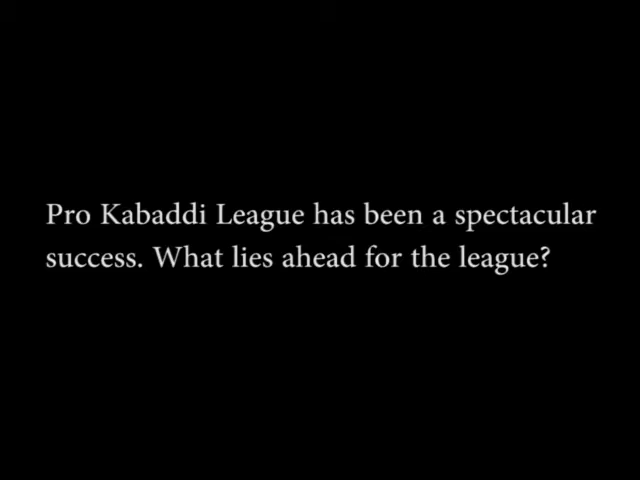 Pro Kabaddi League has been a spectacular
success. What lies ahead for the league?